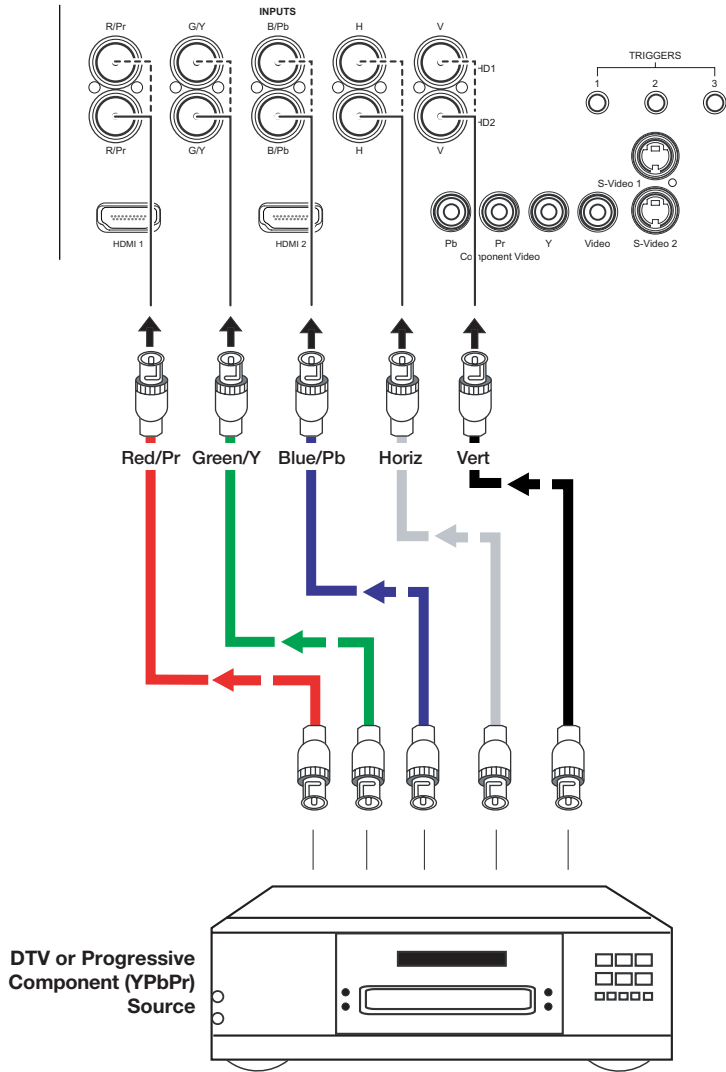 INPUTS
R/Pr G/Y B/Pb H V
HD1
HD2
R/Pr G/Y B/Pb H V
TRIGGERS
1 2 3
S-Video 1
HDMI 1 HDMI 2
Pb Pr Y Video S-Video 2
Component Video
Red/Pr Green/Y Blue/Pb Horiz Vert
DTV or Progressive
Component (YPbPr)
Source